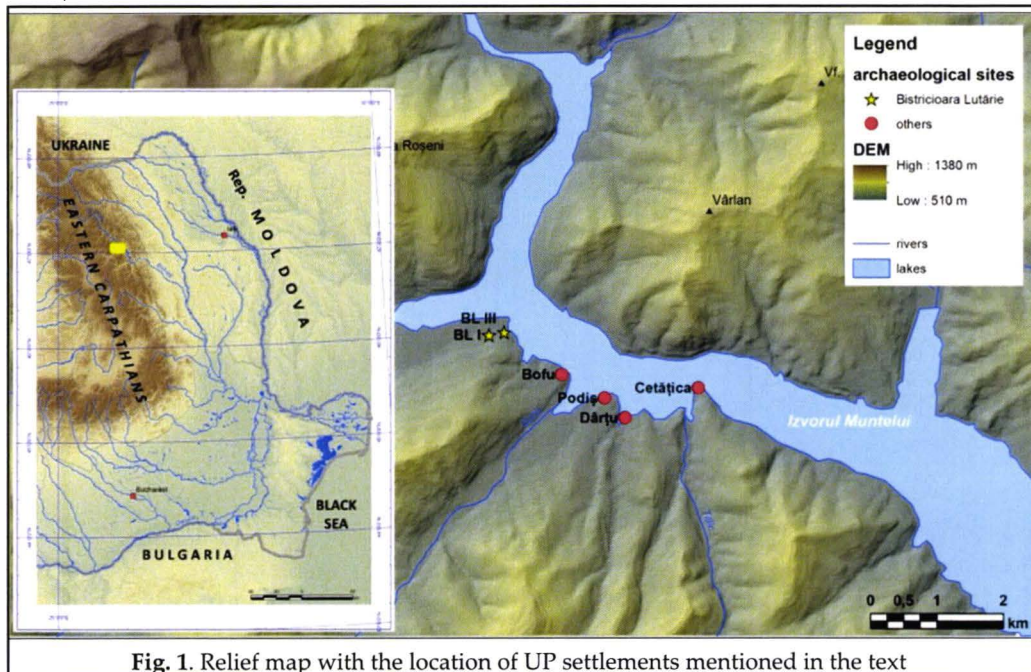 Legend
archaeological sites
Bistricioara Lutărie
others
DEM
High : 1380 m
Low : 510 m
rivers
lakes
UKRAINE
EASTERN CARPATHIANS
Rep. MOLDOVA
Bucharest
BLACK
SEA
BULGARIA
a Roșeni
Vf.
Vârlan
BL III
BL I
Bofu
Podiș
Dârțu
Cetățica
Izvorul Muntelui
0 0,5 1 2
km
Fig. 1. Relief map with the location of UP settlements mentioned in the text